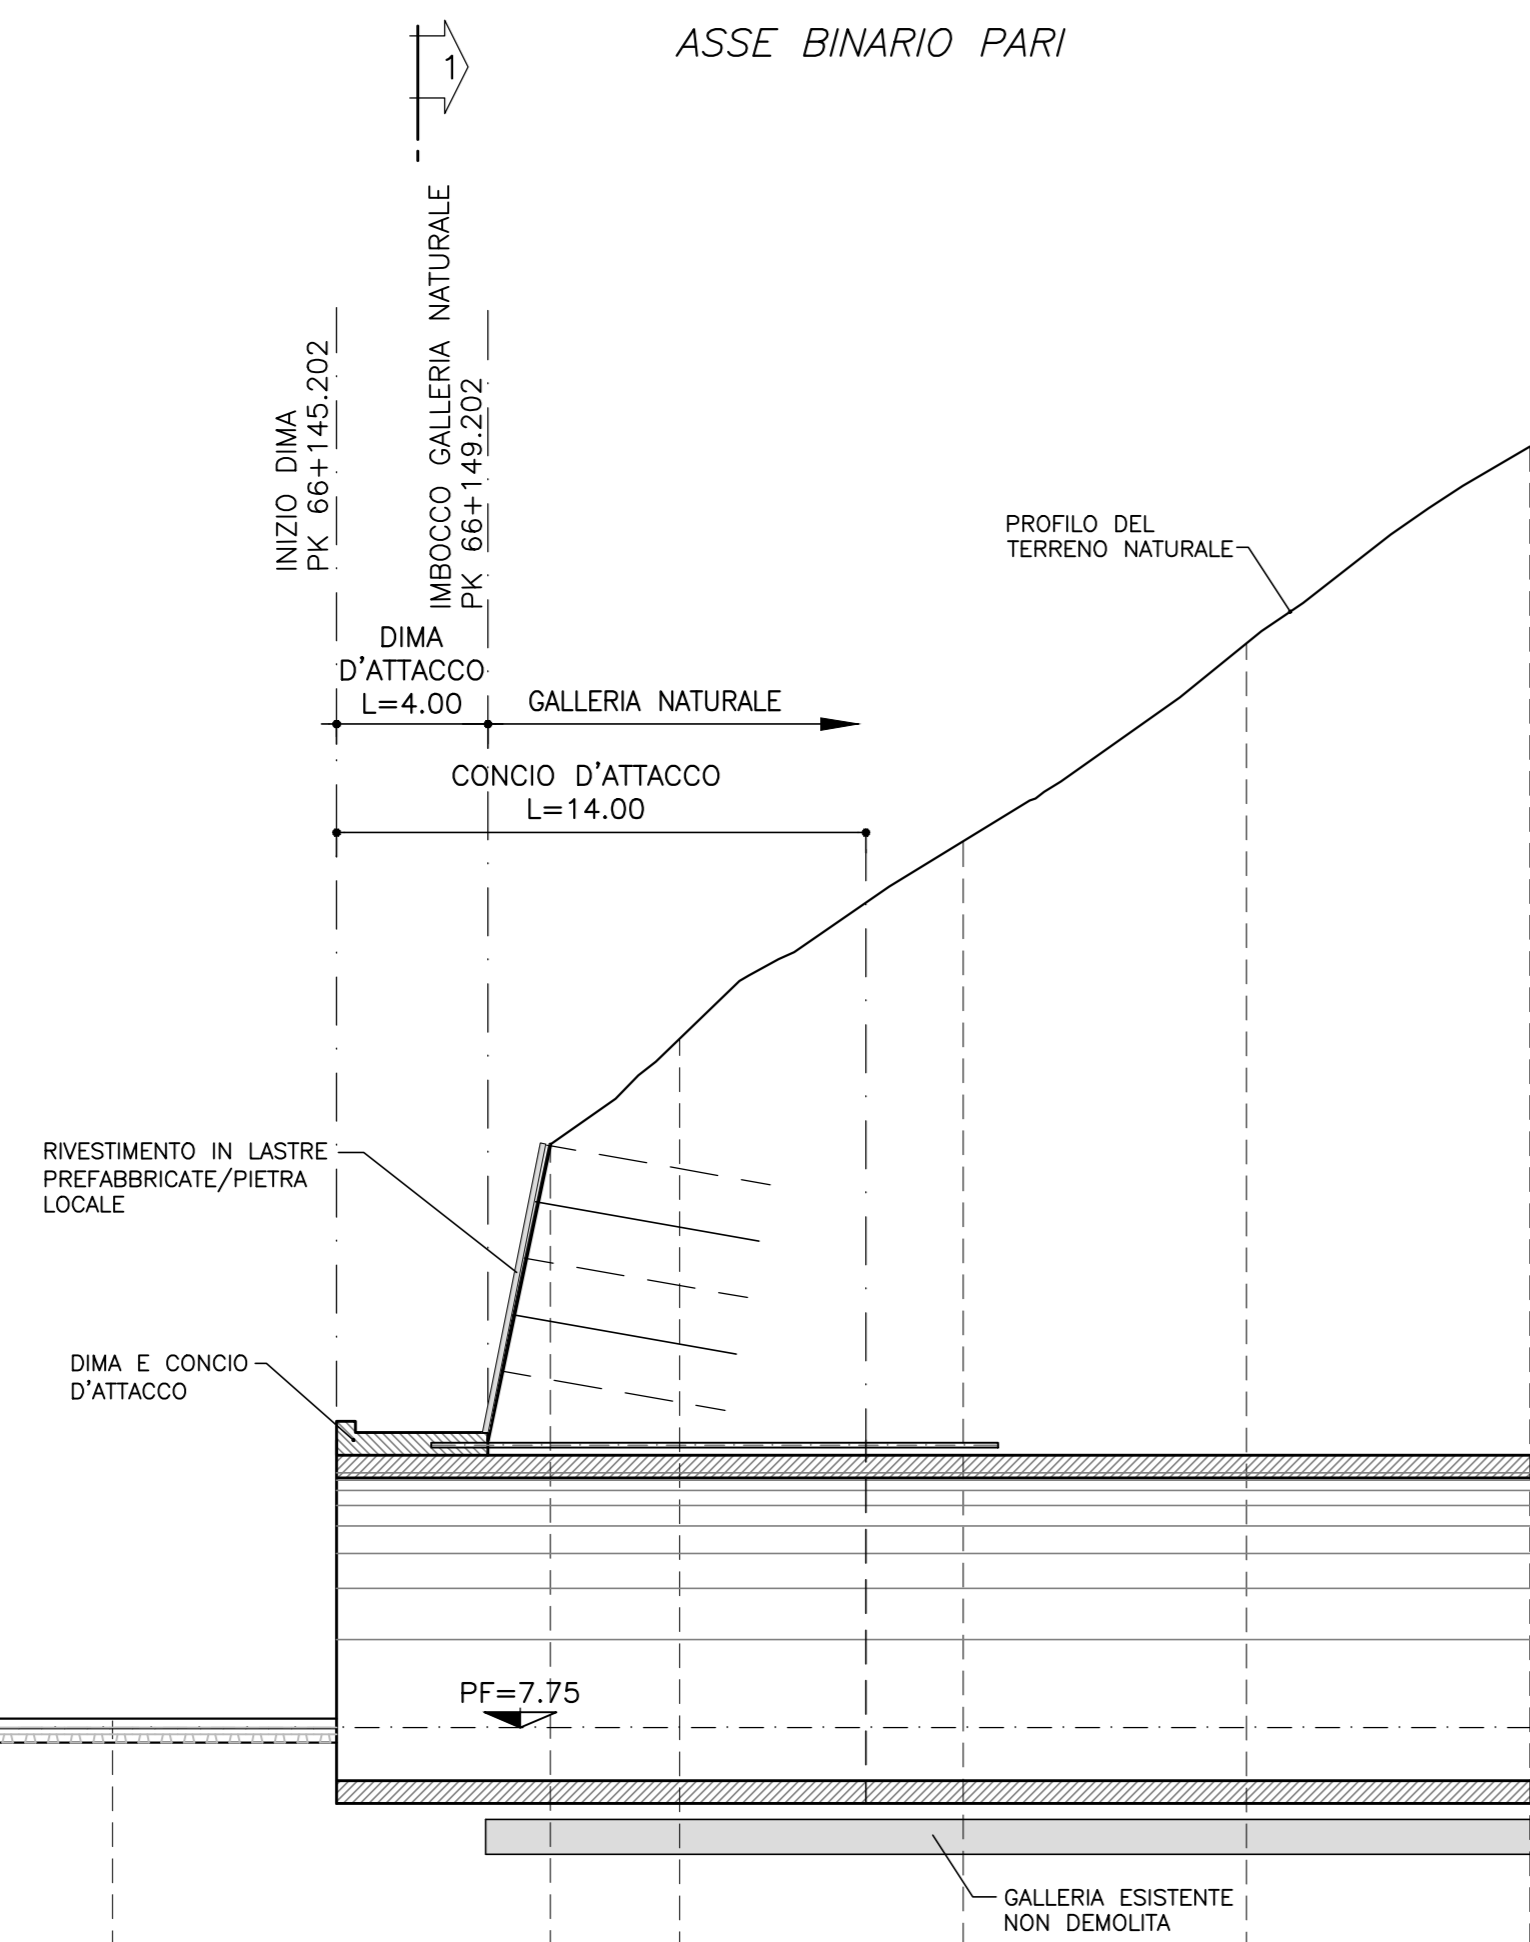 1
ASSE BINARIO PARI
INIZIO DIMA
PK 66+145.202
IMBOCCO GALLERIA NATURALE
PK 66+149.202
PROFILO DEL
TERRENO NATURALE
DIMA
D'ATTACCO
L=4.00
GALLERIA NATURALE
CONCIO D'ATTACCO
L=14.00
RIVESTIMENTO IN LASTRE
PREFABBRICATE/PIETRA
LOCALE
DIMA E CONCIO
D'ATTACCO
PF=7.75
GALLERIA ESISTENTE
NON DEMOLITA